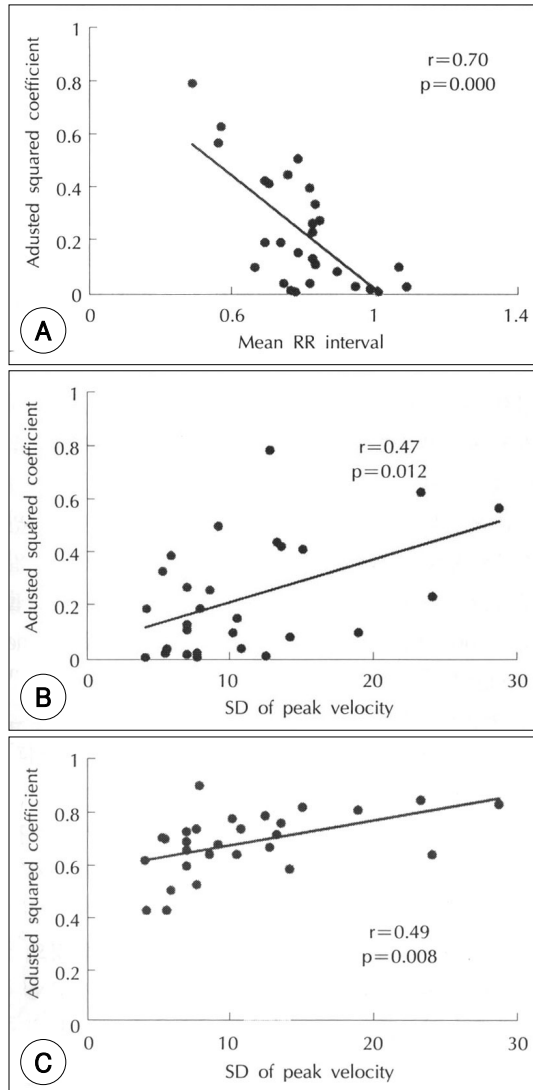 1
0.8
0.6
0.4
0.2
0
Adusted squared coefficient
r=0.70
p=0.000
0
0.6
1
1.4
Mean RR interval
A
1
0.8
0.6
0.4
0.2
0
Adusted squared coefficient
r=0.47
p=0.012
0
10
20
30
SD of peak velocity
B
1
0.8
0.6
0.4
0.2
0
Adusted squared coefficient
r=0.49
p=0.008
0
10
20
30
SD of peak velocity
C